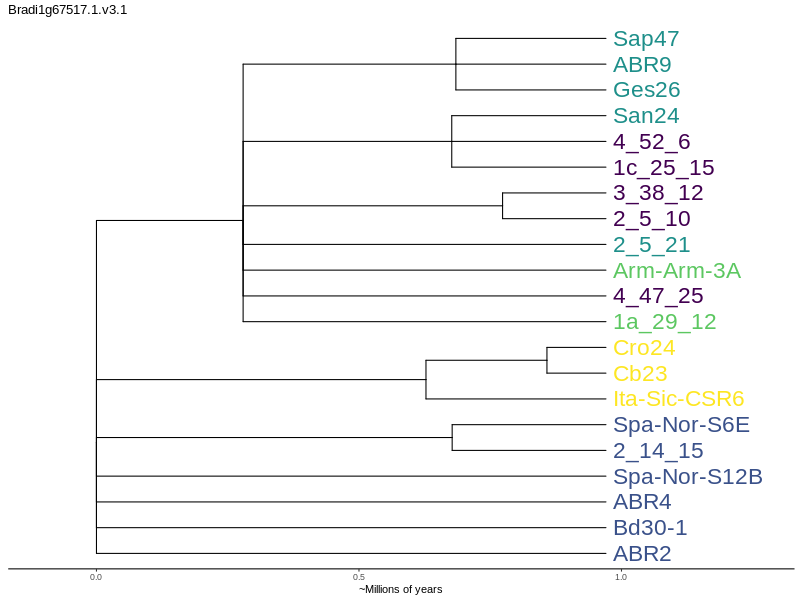 Bradi1g67517.1.v3.1
Sap47
ABR9
Ges26
San24
4_52_6
1c_25_15
3_38_12
2_5_10
2_5_21
Arm-Arm-3A
4_47_25
1a_29_12
Cro24
Cb23
Ita-Sic-CSR6
Spa-Nor-S6E
2_14_15
Spa-Nor-S12B
ABR4
Bd30-1
ABR2
0.0 0.5 1.0
~Millions of years